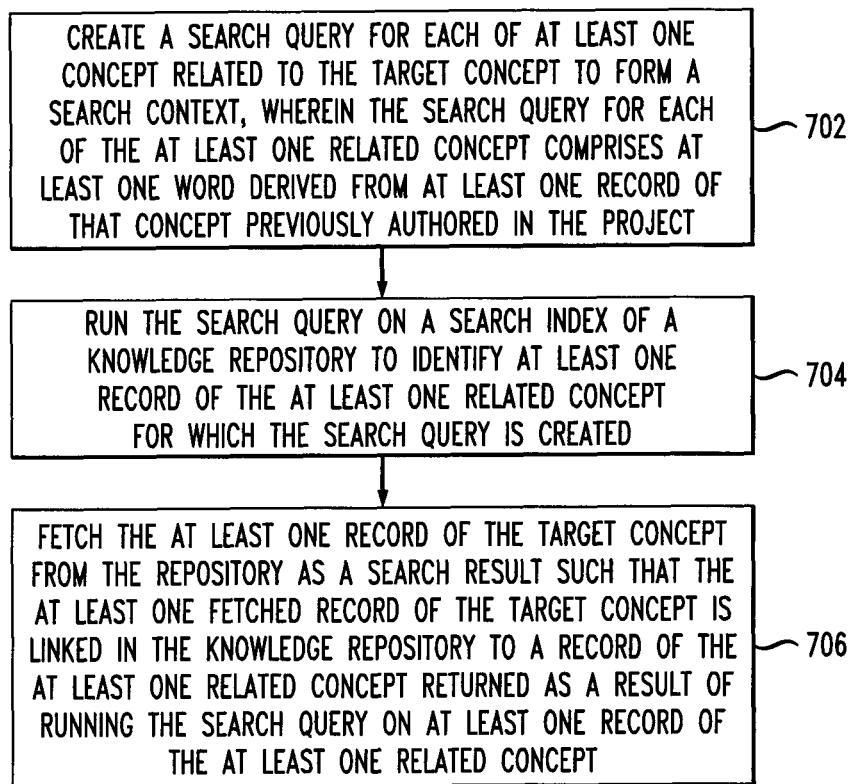 CREATE A SEARCH QUERY FOR EACH OF AT LEAST ONE
CONCEPT RELATED TO THE TARGET CONCEPT TO FORM A
SEARCH CONTEXT, WHEREIN THE SEARCH QUERY FOR EACH
OF THE AT LEAST ONE RELATED CONCEPT COMPRISES AT
LEAST ONE WORD DERIVED FROM AT LEAST ONE RECORD OF
THAT CONCEPT PREVIOUSLY AUTHORED IN THE PROJECT
702
RUN THE SEARCH QUERY ON A SEARCH INDEX OF A
KNOWLEDGE REPOSITORY TO IDENTIFY AT LEAST ONE
RECORD OF THE AT LEAST ONE RELATED CONCEPT
FOR WHICH THE SEARCH QUERY IS CREATED
704
FETCH THE AT LEAST ONE RECORD OF THE TARGET CONCEPT
FROM THE REPOSITORY AS A SEARCH RESULT SUCH THAT THE
AT LEAST ONE FETCHED RECORD OF THE TARGET CONCEPT IS
LINKED IN THE KNOWLEDGE REPOSITORY TO A RECORD OF THE
AT LEAST ONE RELATED CONCEPT RETURNED AS A RESULT OF
RUNNING THE SEARCH QUERY ON AT LEAST ONE RECORD OF
THE AT LEAST ONE RELATED CONCEPT
706